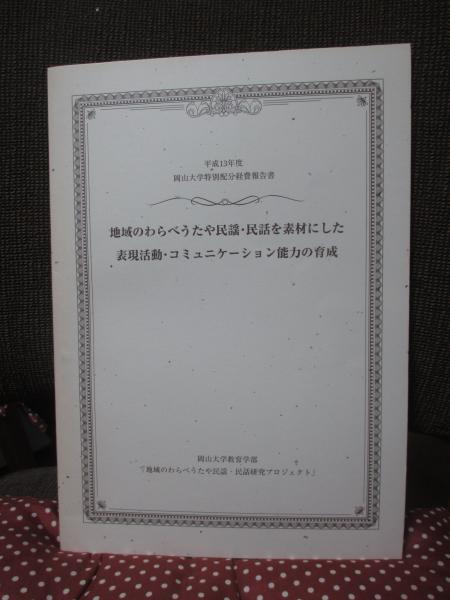 平成13年度
岡山大学特別配分経費報告書
地域のわらべうたや民謡・民話を素材にした
表現活動・コミュニケーション能力の育成
岡山大学教育学部
「地域のわらべうたや民謡・民話研究プロジェクト」